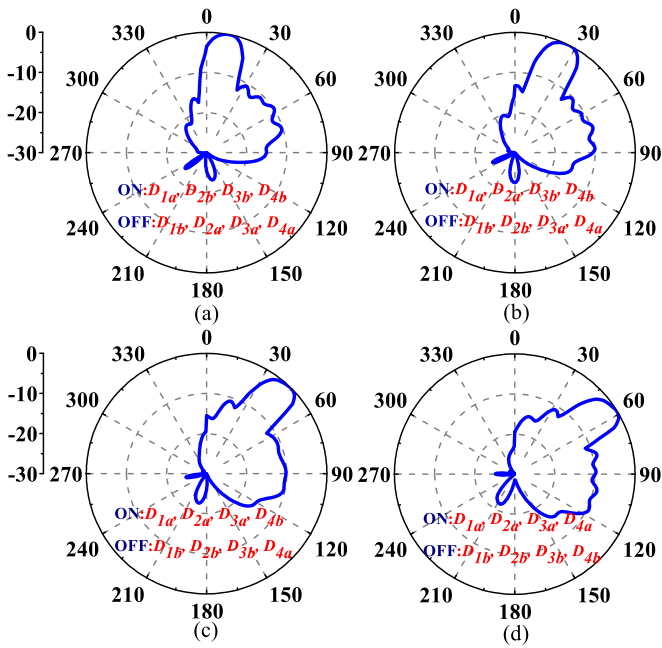 0 0
330 30 330 30
0
-10 300 60 300 60
-20
-30 270 90 270 90
ON:D1a, D2b, D3b, D4b ON:D1a, D2a, D3b, D4b
OFF:D1b, D2a, D3a, D4a OFF:D1b, D2b, D3a, D4a
240 120 240 120
210 150 210 150
180 180
(a) (b)
0 0
330 30 330 30
0
-10 300 60 300 60
-20
-30 270 90 270 90
ON:D1a, D2a, D3a, D4b ON:D1a, D2a, D3a, D4a
OFF:D1b, D2b, D3b, D4a OFF:D1b, D2b, D3b, D4b
240 120 240 120
210 150 210 150
180 180
(c) (d)